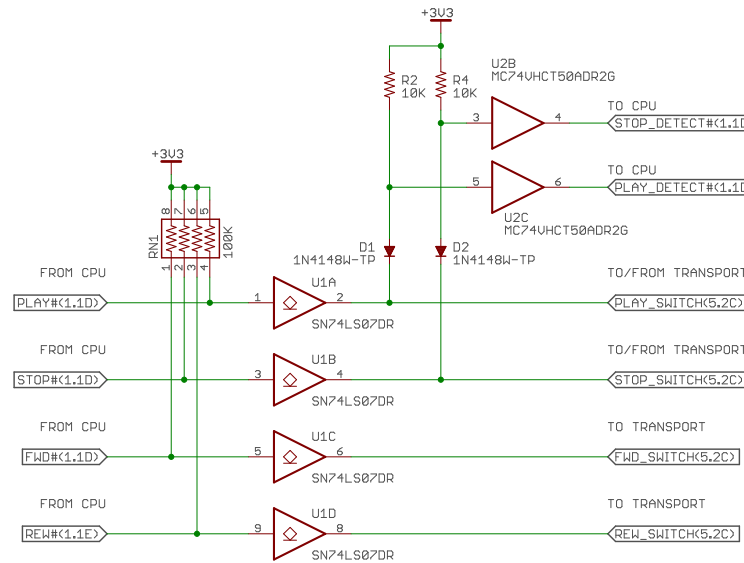 +3V3
R2
10K
R4
10K
U2B
MC74VHCT50ADR2G
3
4
TO CPU
STOP_DETECT#(1.1D
5
6
TO CPU
PLAY_DETECT#(1.1D
U2C
MC74VHCT50ADR2G
+3V3
8
7
6
5
RN1
100K
1
2
3
4
D1
1N4148W-TP
D2
1N4148W-TP
FROM CPU
PLAY#(1.1D)
1
U1A
2
SN74LS07DR
TO/FROM TRANSPORT
PLAY_SWITCH(5.2C)
FROM CPU
STOP#(1.1D)
3
U1B
4
SN74LS07DR
TO/FROM TRANSPORT
STOP_SWITCH(5.2C)
FROM CPU
FWD#(1.1D)
5
U1C
6
SN74LS07DR
TO TRANSPORT
FWD_SWITCH(5.2C)
FROM CPU
REW#(1.1E)
9
U1D
8
SN74LS07DR
TO TRANSPORT
REW_SWITCH(5.2C)